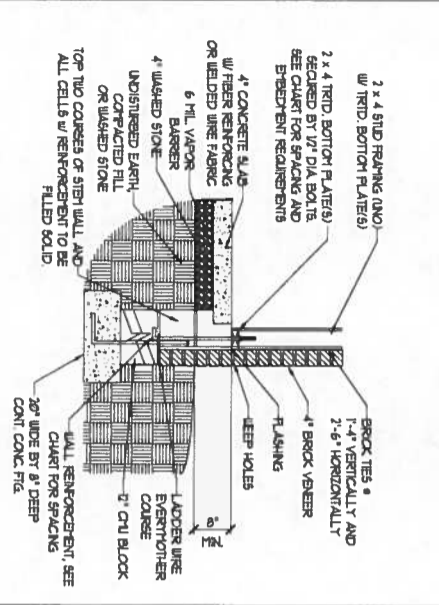 2 x 4 STUD FRAMING (UNO)
W/ TRTD. BOTTOM PLATE(S)
2 x 4 TRTD. BOTTOM PLATE(S)
SECURED BY 1/2" DIA. BOLTS.
SEE CHART FOR SPACING AND
EMBEDMENT REQUIREMENTS
4" CONCRETE SLAB
W/ FIBER REINFORCING
OR WELDED WIRE FABRIC
6 MIL VAPOR
BARRIER
4" WASHED STONE
UNDISTURBED EARTH,
COMPACTED FILL
OR WASHED STONE
TOP TWO COURSES OF STEM WALL AND
ALL CELLS W/ REINFORCEMENT TO BE
FILLED SOLID.
BRICK TIES @
1'-4" VERTICALLY AND
2'-6" HORIZONTALLY
4" BRICK VENEER
FLASHING
WEEP HOLES
8"
MIN.
LADDER WIRE
EVERYMOTHER
COURSE
12" CMU BLOCK
WALL REINFORCEMENT, SEE
CHART FOR SPACING
20" WIDE BY 8" DEEP
CONT. CONC. FTG.